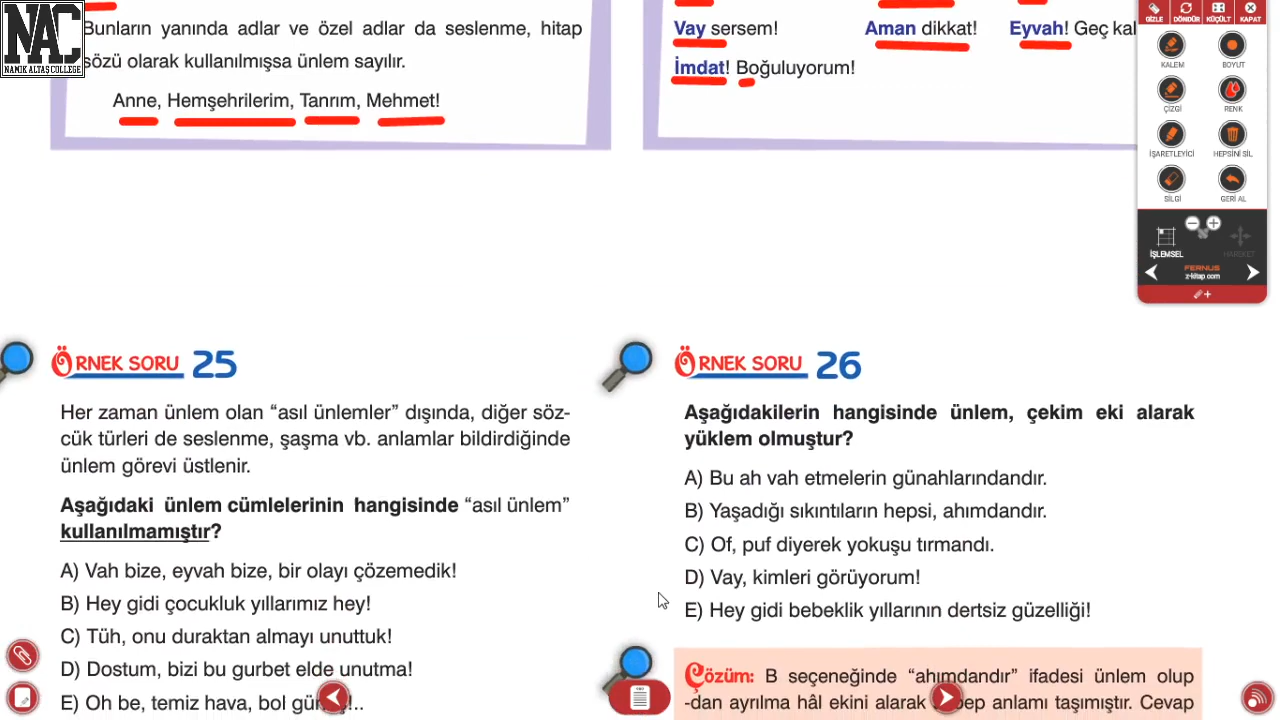 NAC
NAMIK ALTAS COLLEGE
Bunların yanında adlar ve özel adlar da seslenme, hitap
sözü olarak kullanılmışsa ünlem sayılır.
Anne, Hemşehrilerim, Tanrım, Mehmet!
Vay sersem! Aman dikkat! Eyvah! Geç kal
İmdat! Boğuluyorum!
GİZLE DÖNDÜR KÜÇÜLT KAPAT
KALEM BOYUT
ÇİZGİ RENK
İŞARETLEYİCİ HEPSİNİ SİL
SİLGİ GERİ AL
İŞLEMSEL HAREKET
FERNUS
z-kitap.com
ÖRNEK SORU 25
Her zaman ünlem olan “asıl ünlemler” dışında, diğer söz-
cük türleri de seslenme, şaşma vb. anlamlar bildirdiğinde
ünlem görevi üstlenir.
Aşağıdaki ünlem cümlelerinin hangisinde “asıl ünlem”
kullanılmamıştır?
A) Vah bize, eyvah bize, bir olayı çözemedik!
B) Hey gidi çocukluk yıllarımız hey!
C) Tüh, onu duraktan almayı unuttuk!
D) Dostum, bizi bu gurbet elde unutma!
E) Oh be, temiz hava, bol
ÖRNEK SORU 26
Aşağıdakilerin hangisinde ünlem, çekim eki alarak
yüklem olmuştur?
A) Bu ah vah etmelerin günahlarındandır.
B) Yaşadığı sıkıntıların hepsi, ahımdandır.
C) Of, puf diyerek yokuşu tırmandı.
D) Vay, kimleri görüyorum!
E) Hey gidi bebeklik yıllarının dertsiz güzelliği!
Çözüm: B seçeneğinde “ahımdandır” ifadesi ünlem olup
-dan ayrılma hâl ekini alarak anlamı taşımıştır. Cevap